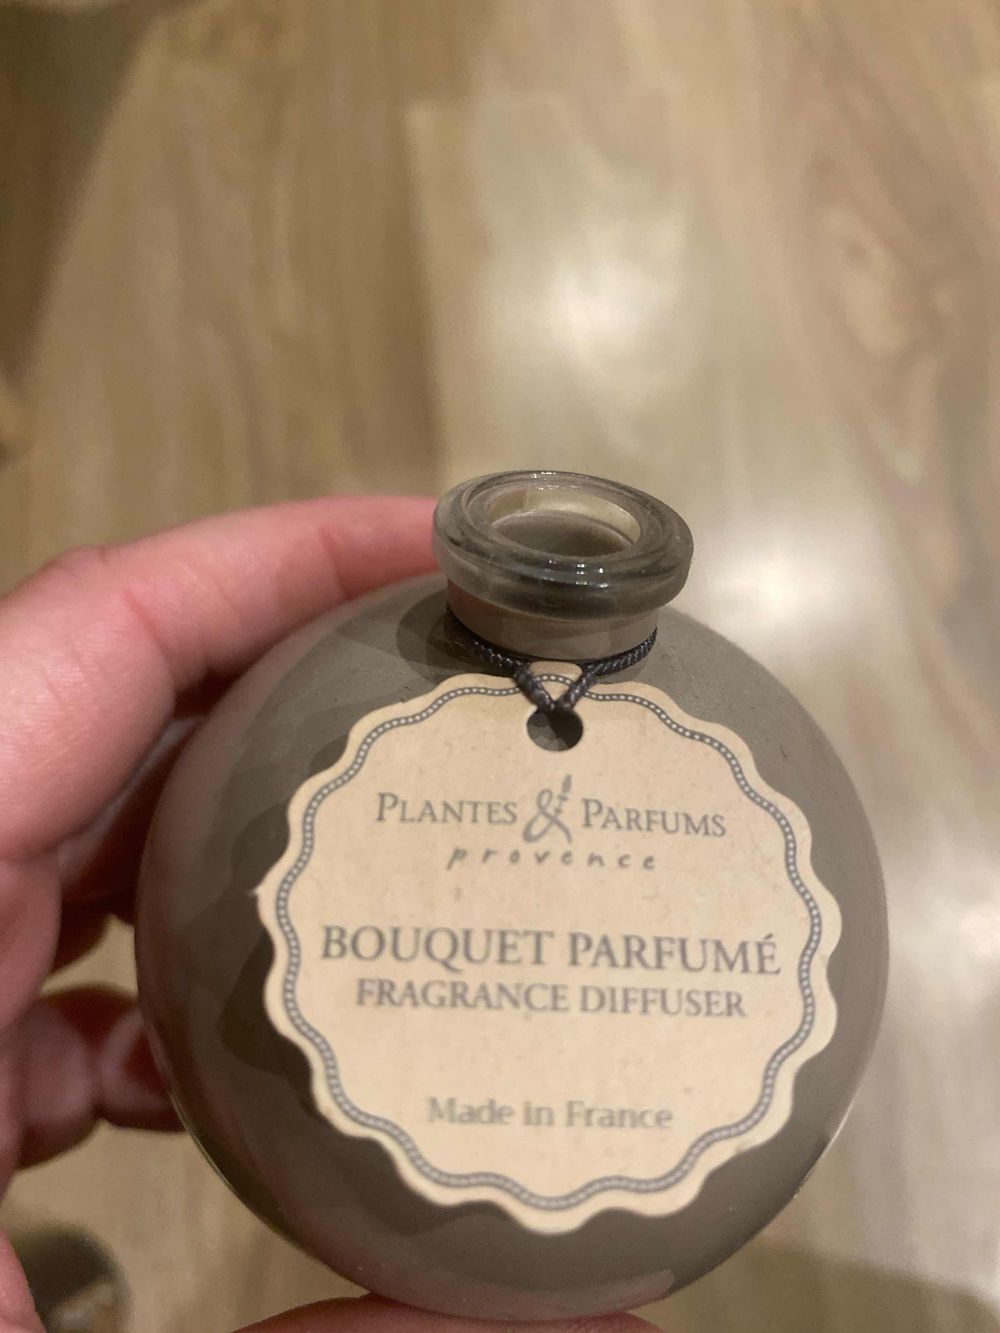 PLANTES & PARFUMS
provence
BOUQUET PARFUMÉ
FRAGRANCE DIFFUSER
Made in France